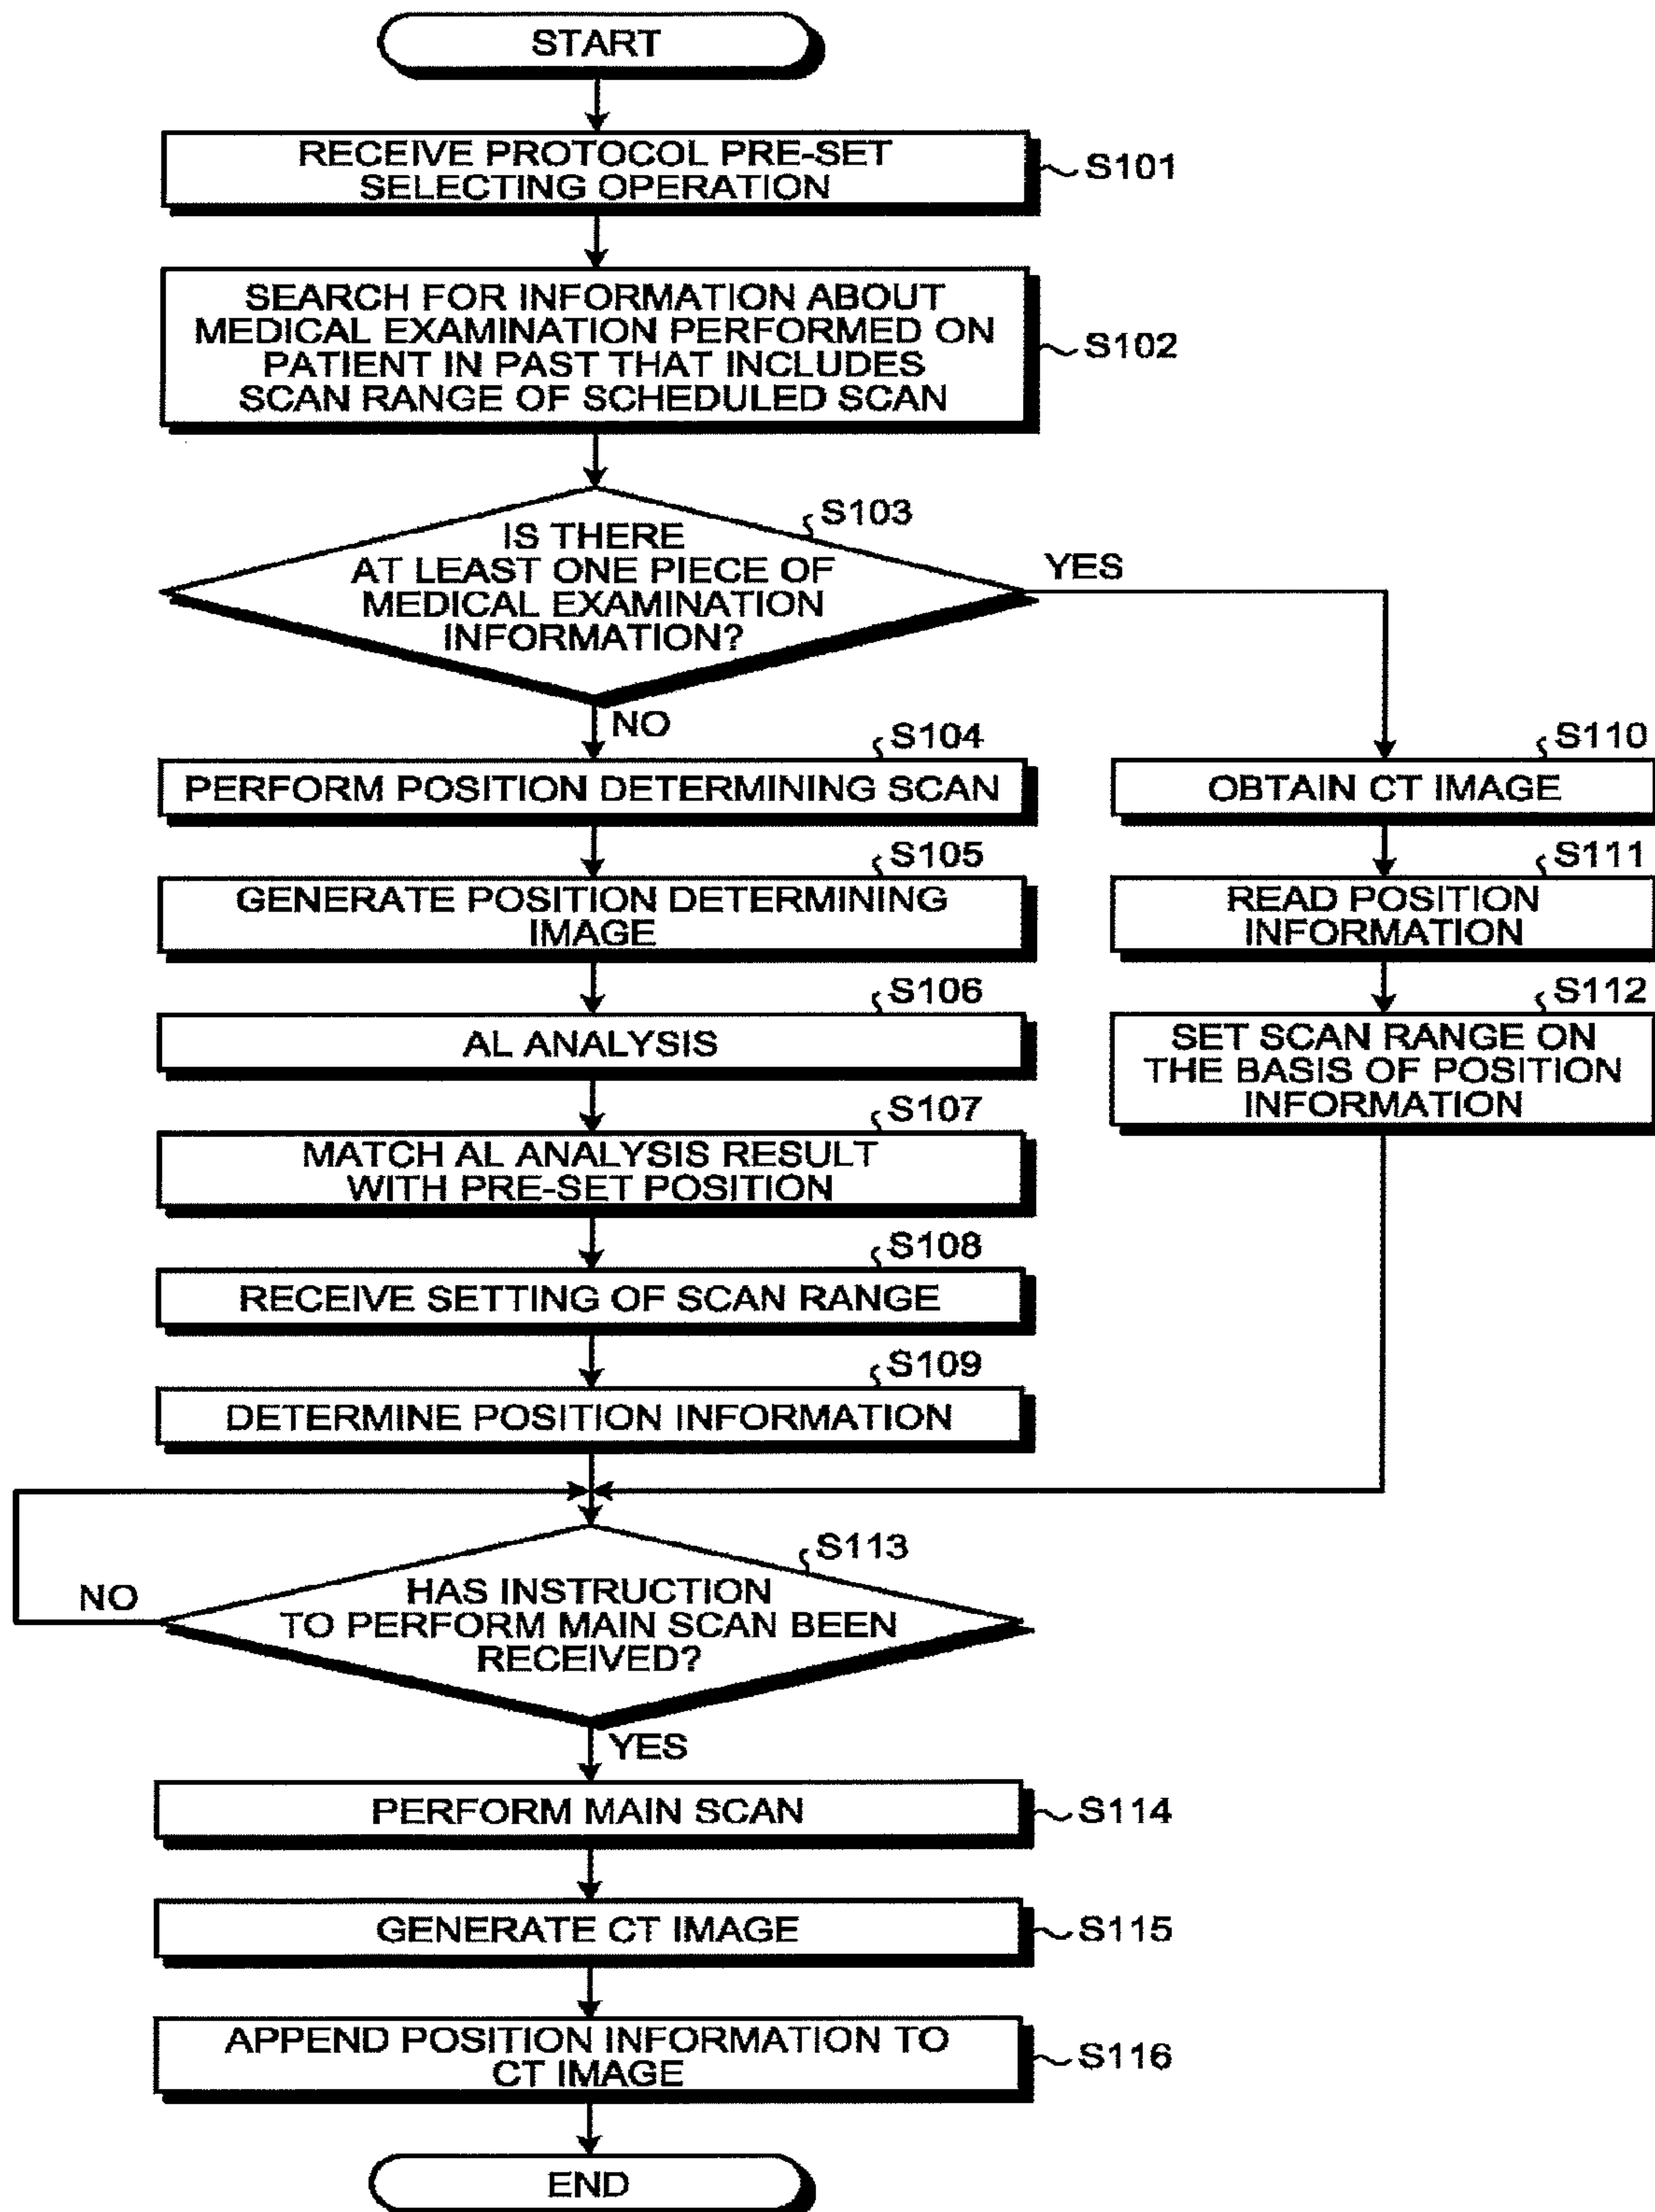 START
RECEIVE PROTOCOL PRE-SET
SELECTING OPERATION
S101
SEARCH FOR INFORMATION ABOUT
MEDICAL EXAMINATION PERFORMED ON
PATIENT IN PAST THAT INCLUDES
SCAN RANGE OF SCHEDULED SCAN
S102
S103
IS THERE
AT LEAST ONE PIECE OF
MEDICAL EXAMINATION
INFORMATION?
YES
NO
S104
PERFORM POSITION DETERMINING SCAN
S105
GENERATE POSITION DETERMINING
IMAGE
S106
AL ANALYSIS
S107
MATCH AL ANALYSIS RESULT
WITH PRE-SET POSITION
S108
RECEIVE SETTING OF SCAN RANGE
S109
DETERMINE POSITION INFORMATION
S110
OBTAIN CT IMAGE
S111
READ POSITION
INFORMATION
S112
SET SCAN RANGE ON
THE BASIS OF POSITION
INFORMATION
S113
HAS INSTRUCTION
TO PERFORM MAIN SCAN BEEN
RECEIVED?
NO
YES
PERFORM MAIN SCAN
S114
GENERATE CT IMAGE
S115
APPEND POSITION INFORMATION TO
CT IMAGE
S116
END